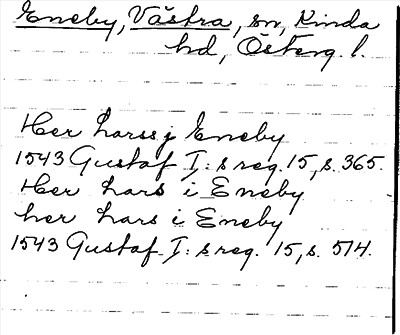 Eneby, Västra, sn, Kinda
hd, Österg. l.
Her Larss j Eneby
1543 Gustaf I:s reg. 15, s. 365.
Her Lars i Eneby
her Lars i Eneby
1543 Gustaf I:s reg. 15, s. 514.